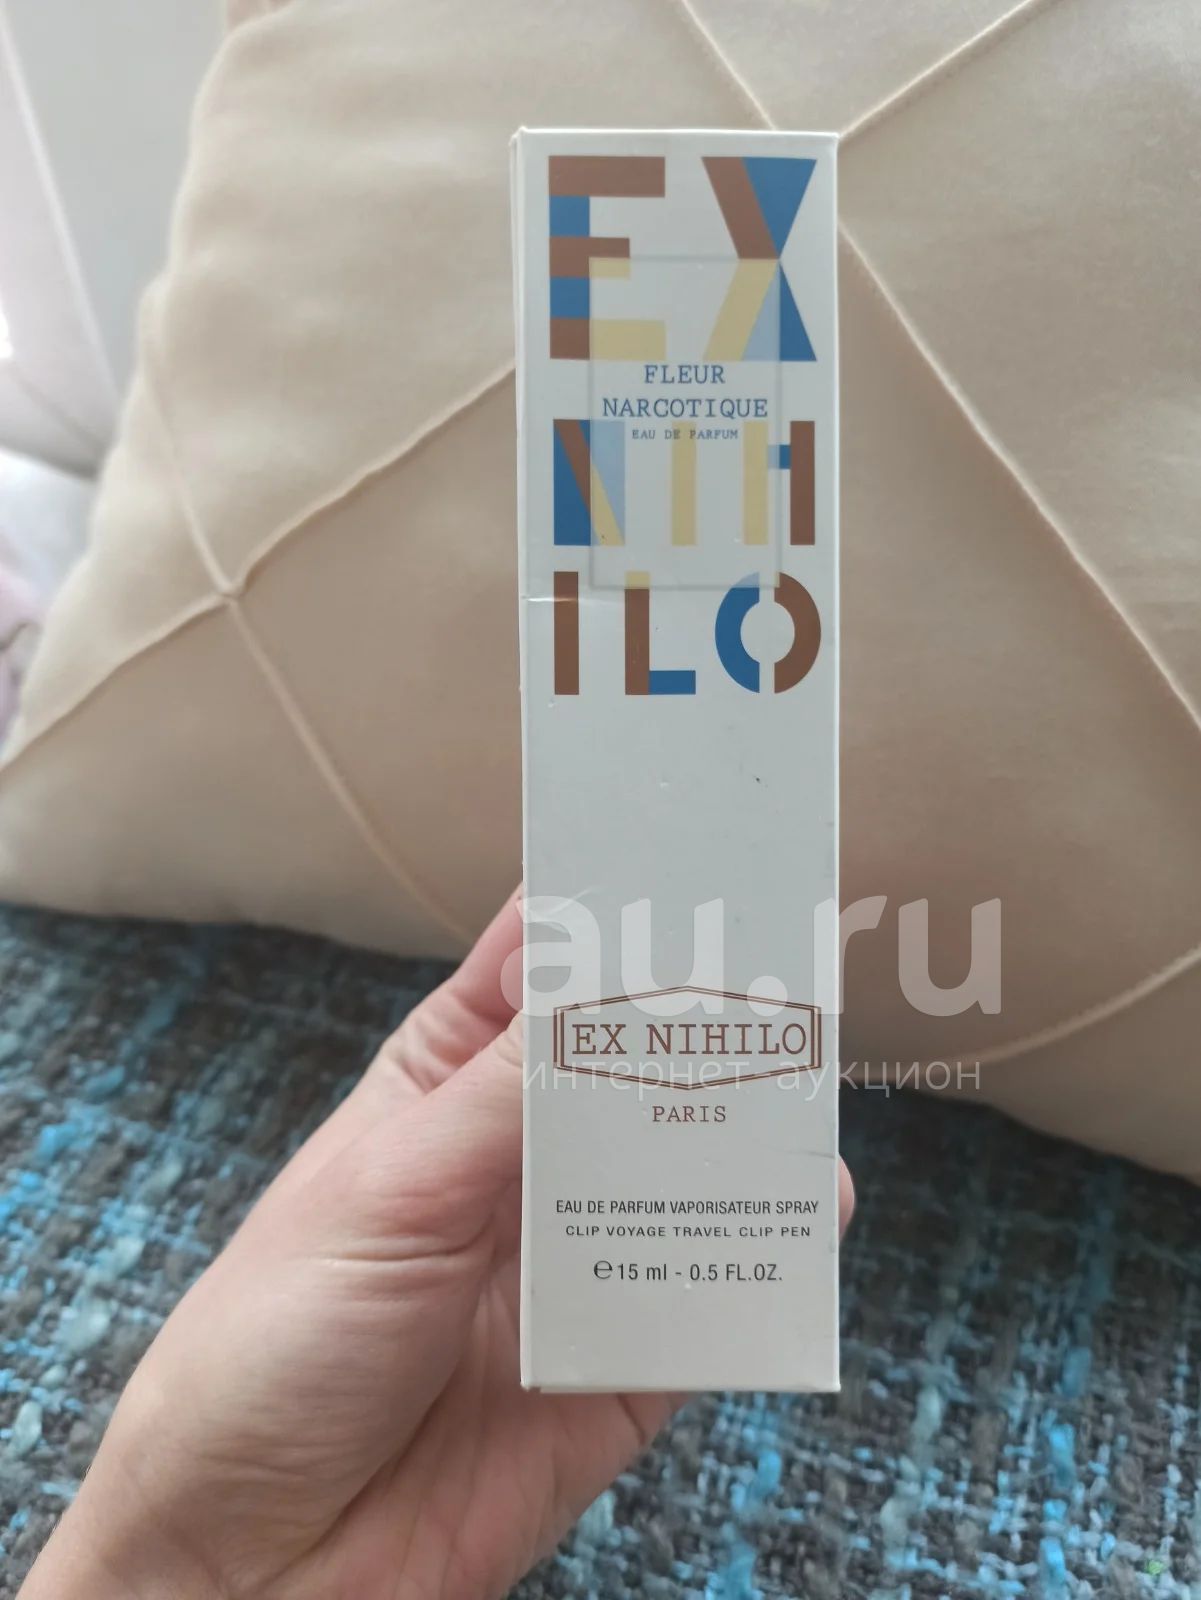 EX
FLEUR
NARCOTIQUE
EAU DE PARFUM
NIH
ILO
au.ru
EX NIHILO
интернет аукцион
PARIS
EAU DE PARFUM VAPORISATEUR SPRAY
CLIP VOYAGE TRAVEL CLIP PEN
℮15 ml - 0.5 FL.OZ.